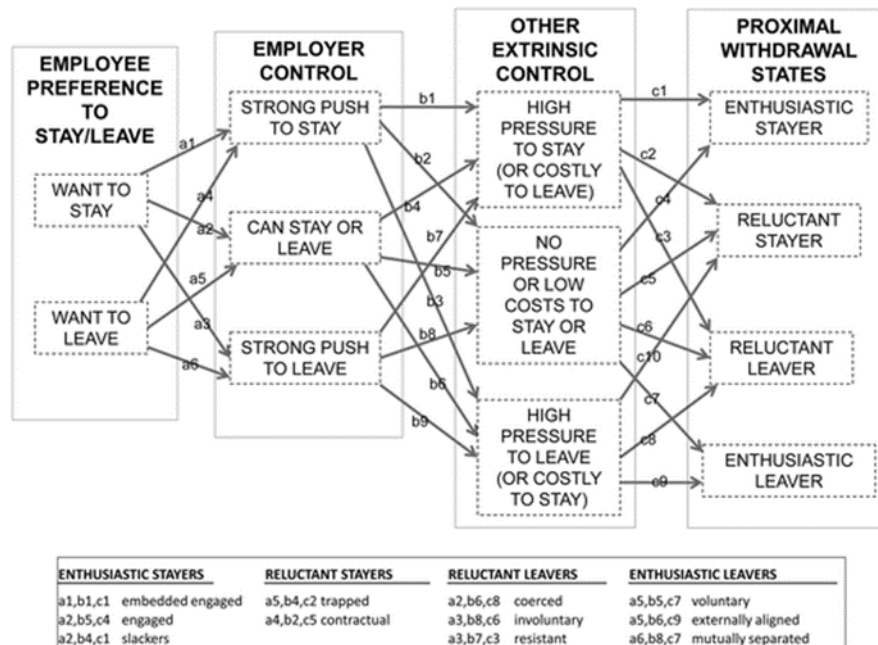 EMPLOYEE
PREFERENCE
TO
STAY/LEAVE
WANT TO
STAY
WANT TO
LEAVE
a1
a4
a2
a5
a3
a6
EMPLOYER
CONTROL
STRONG PUSH
TO STAY
CAN STAY OR
LEAVE
STRONG PUSH
TO LEAVE
b1
b2
b4
b7
b5
b3
b8
b6
b9
OTHER
EXTRINSIC
CONTROL
HIGH
PRESSURE
TO STAY
(OR COSTLY
TO LEAVE)
NO
PRESSURE
OR LOW
COSTS TO
STAY OR
LEAVE
HIGH
PRESSURE
TO LEAVE
(OR COSTLY
TO STAY)
c1
c2
c4
c3
c5
c6
c10
c7
c8
c9
PROXIMAL
WITHDRAWAL
STATES
ENTHUSIASTIC
STAYER
RELUCTANT
STAYER
RELUCTANT
LEAVER
ENTHUSIASTIC
LEAVER
ENTHUSIASTIC STAYERS
a1,b1,c1 embedded engaged
a2,b5,c4 engaged
a2,b4,c1 slackers
RELUCTANT STAYERS
a5,b4,c2 trapped
a4,b2,c5 contractual
RELUCTANT LEAVERS
a2,b6,c8 coerced
a3,b8,c6 involuntary
a3,b7,c3 resistant
ENTHUSIASTIC LEAVERS
a5,b5,c7 voluntary
a5,b6,c9 externally aligned
a6,b8,c7 mutually separated